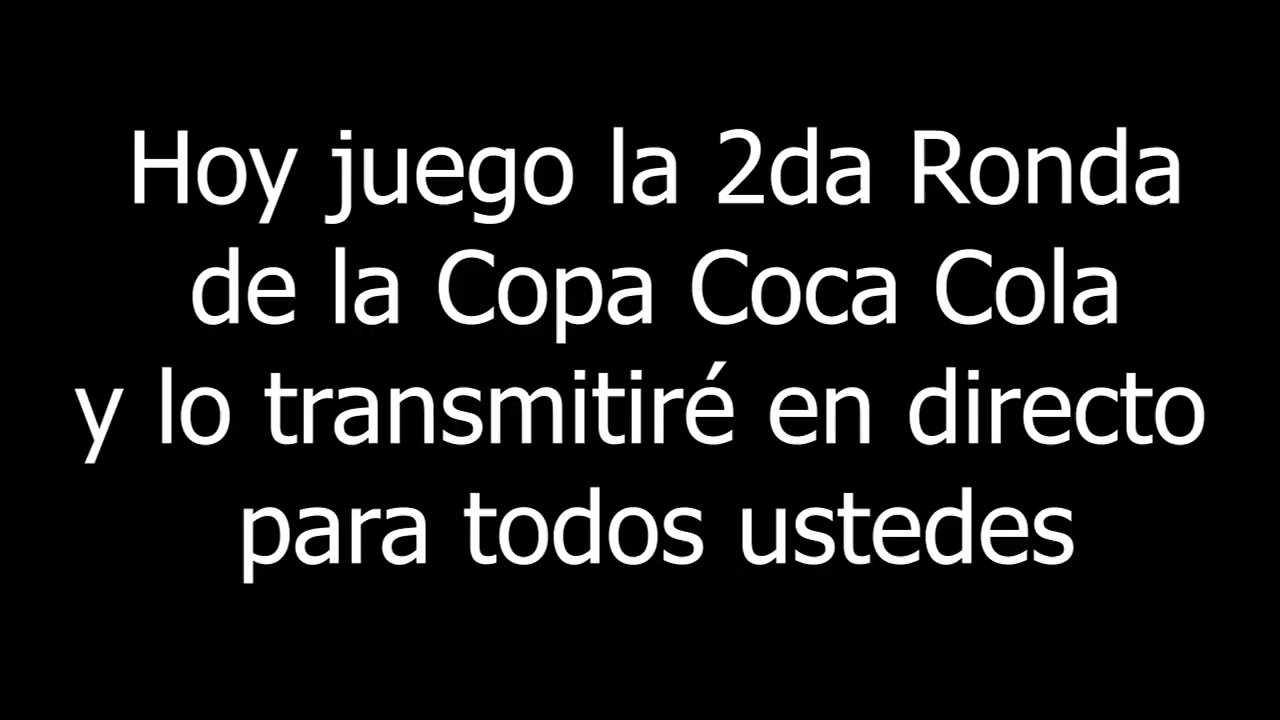 Hoy juego la 2da Ronda
de la Copa Coca Cola
y lo transmitiré en directo
para todos ustedes